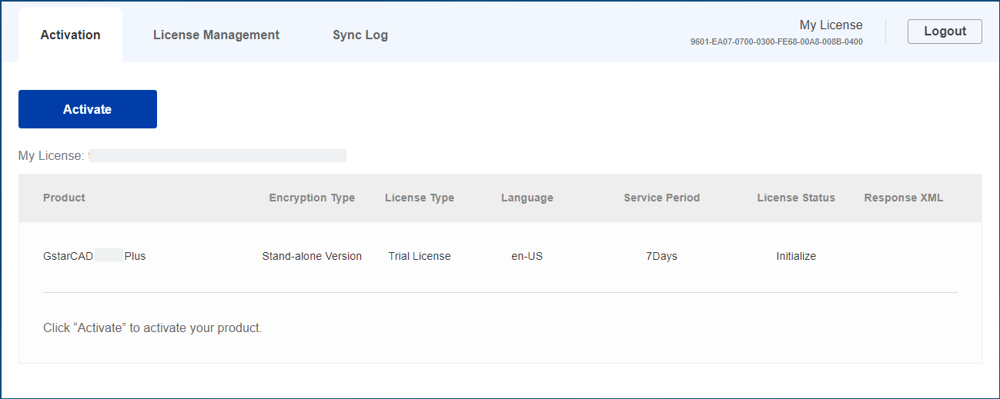 Activation License Management Sync Log My License Logout
9601-EA07-0700-0300-FE68-00A8-008B-0400
Activate
My License:
Product Encryption Type License Type Language Service Period License Status Response XML
GstarCAD Plus Stand-alone Version Trial License en-US 7Days Initialize
Click “Activate” to activate your product.